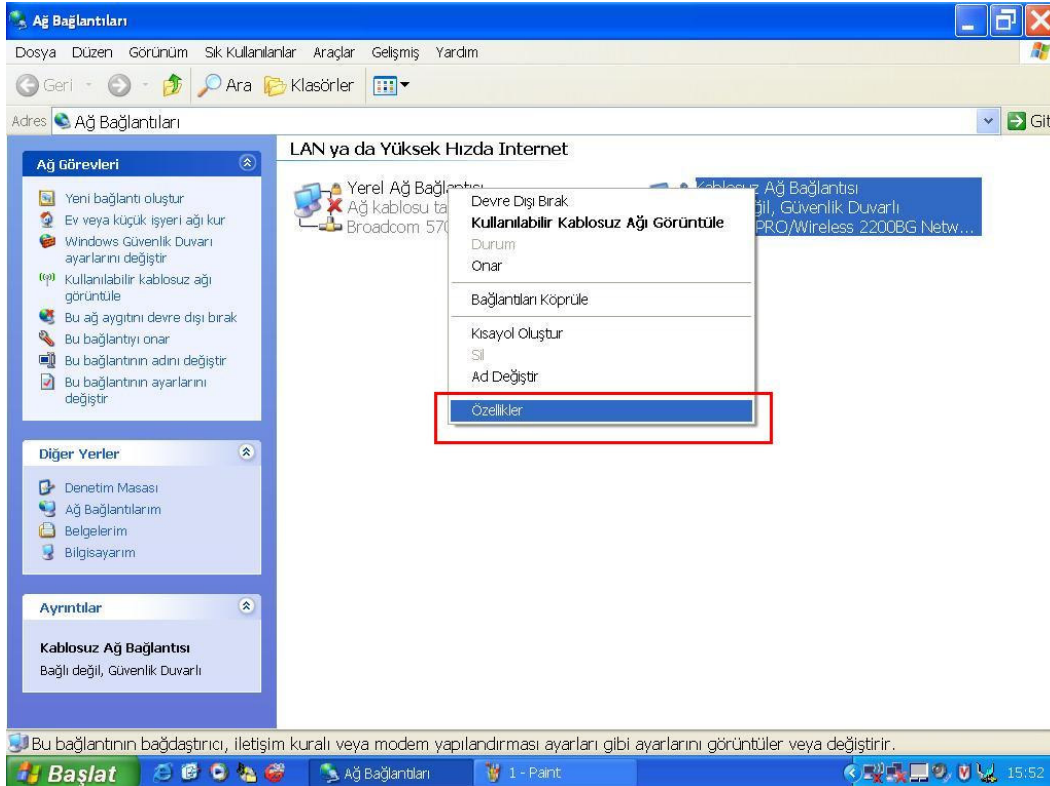 Ağ Bağlantıları
Dosya Düzen Görünüm Sık Kullanılanlar Araçlar Gelişmiş Yardım
Geri Ara Klasörler
Adres Ağ Bağlantıları Git
Ağ Görevleri
Yeni bağlantı oluştur
Ev veya küçük işyeri ağı kur
Windows Güvenlik Duvarı
ayarlarını değiştir
Kullanılabilir kablosuz ağı
görüntüle
Bu ağ aygıtını devre dışı bırak
Bu bağlantıyı onar
Bu bağlantının adını değiştir
Bu bağlantının ayarlarını
değiştir
Diğer Yerler
Denetim Masası
Ağ Bağlantılarım
Belgelerim
Bilgisayarım
Ayrıntılar
Kablosuz Ağ Bağlantısı
Bağlı değil, Güvenlik Duvarlı
LAN ya da Yüksek Hızda Internet
Yerel Ağ Bağlantısı
Ağ kablosu ta
Broadcom 570
Kablosuz Ağ Bağlantısı
ğil, Güvenlik Duvarlı
PRO/Wireless 2200BG Netw...
Devre Dışı Bırak
Kullanılabilir Kablosuz Ağı Görüntüle
Durum
Onar
Bağlantıları Köprüle
Kısayol Oluştur
Sil
Ad Değiştir
Özellikler
Bu bağlantının bağdaştırıcı, iletişim kuralı veya modem yapılandırması ayarları gibi ayarlarını görüntüler veya değiştirir.
Başlat Ağ Bağlantıları 1 - Paint 15:52